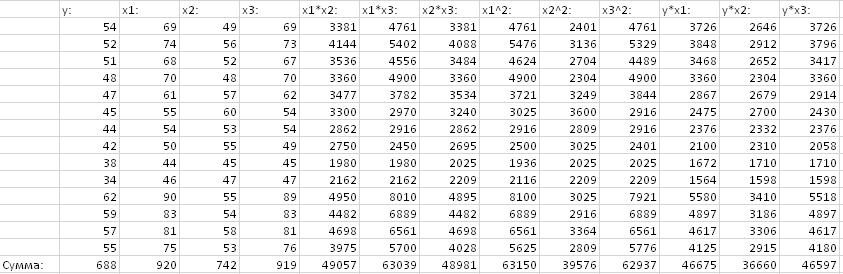 y: x1: x2: x3: x1*x2: x1*x3: x2*x3: x1^2: x2^2: x3^2: y*x1: y*x2: y*x3:
54 69 49 69 3381 4761 3381 4761 2401 4761 3726 2646 3726
52 74 56 73 4144 5402 4088 5476 3136 5329 3848 2912 3796
51 68 52 67 3536 4556 3484 4624 2704 4489 3468 2652 3417
48 70 48 70 3360 4900 3360 4900 2304 4900 3360 2304 3360
47 61 57 62 3477 3782 3534 3721 3249 3844 2867 2679 2914
45 55 60 54 3300 2970 3240 3025 3600 2916 2475 2700 2430
44 54 53 54 2862 2916 2862 2916 2809 2916 2376 2332 2376
42 50 55 49 2750 2450 2695 2500 3025 2401 2100 2310 2058
38 44 45 45 1980 1980 2025 1936 2025 2025 1672 1710 1710
34 46 47 47 2162 2162 2209 2116 2209 2209 1564 1598 1598
62 90 55 89 4950 8010 4895 8100 3025 7921 5580 3410 5518
59 83 54 83 4482 6889 4482 6889 2916 6889 4897 3186 4897
57 81 58 81 4698 6561 4698 6561 3364 6561 4617 3306 4617
55 75 53 76 3975 5700 4028 5625 2809 5776 4125 2915 4180
Сумма: 688 920 742 919 49057 63039 48981 63150 39576 62937 46675 36660 46597